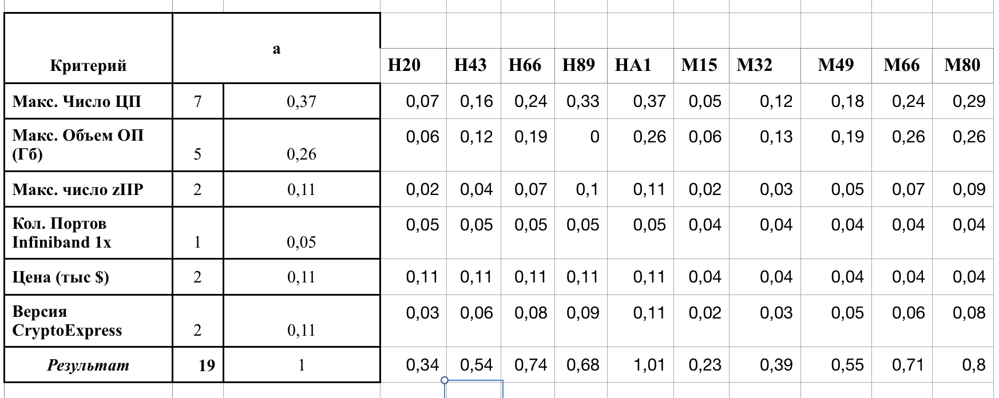 Критерий a H20 H43 H66 H89 HA1 M15 M32 M49 M66 M80
Макс. Число ЦП 7 0,37 0,07 0,16 0,24 0,33 0,37 0,05 0,12 0,18 0,24 0,29
Макс. Объем ОП
(Гб) 5 0,26 0,06 0,12 0,19 0 0,26 0,06 0,13 0,19 0,26 0,26
Макс. число zIIP 2 0,11 0,02 0,04 0,07 0,1 0,11 0,02 0,03 0,05 0,07 0,09
Кол. Портов
Infiniband 1x 1 0,05 0,05 0,05 0,05 0,05 0,05 0,04 0,04 0,04 0,04 0,04
Цена (тыс $) 2 0,11 0,11 0,11 0,11 0,11 0,11 0,04 0,04 0,04 0,04 0,04
Версия
CryptoExpress 2 0,11 0,03 0,06 0,08 0,09 0,11 0,02 0,03 0,05 0,06 0,08
Результат 19 1 0,34 0,54 0,74 0,68 1,01 0,23 0,39 0,55 0,71 0,8